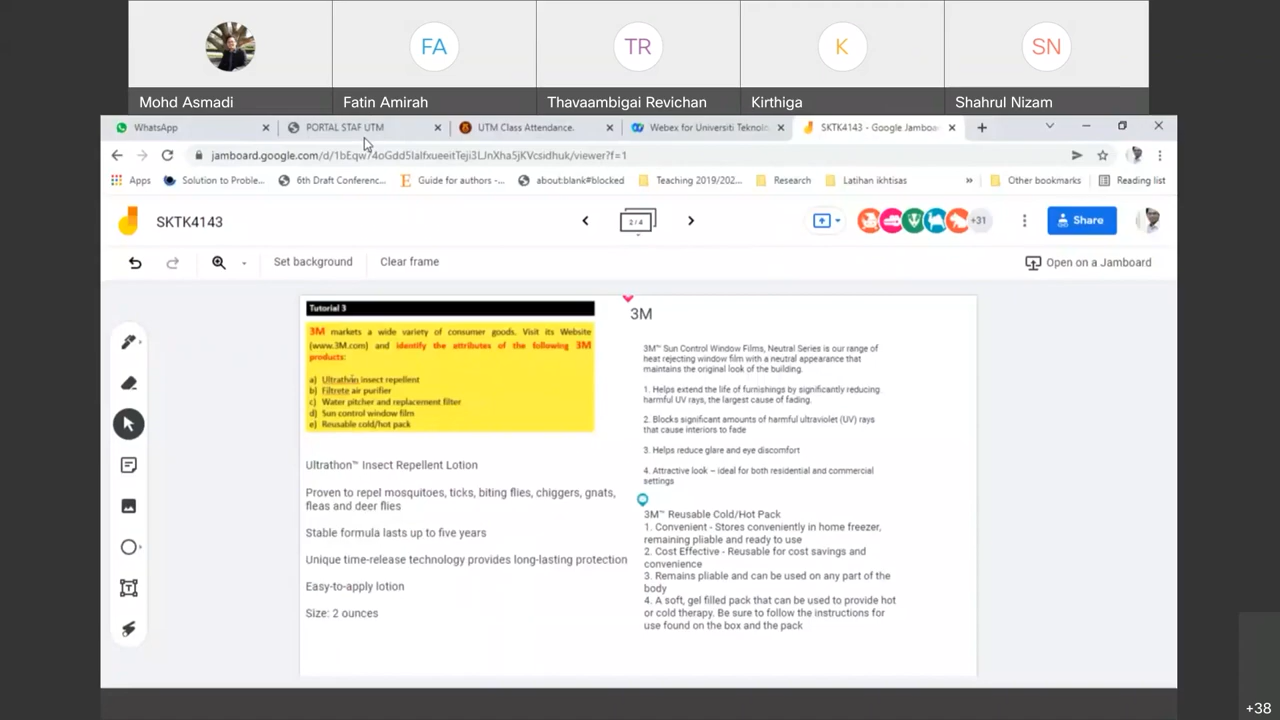 FA
TR
K
SN
Mohd Asmadi
Fatin Amirah
Thavaambigai Revichan
Kirthiga
Shahrul Nizam
WhatsApp
PORTAL STAF UTM
UTM Class Attendance.
Webex for Universiti Teknolo
SKTK4143 - Google Jamboa
Apps
Solution to Proble...
6th Draft Conferenc...
Guide for authors -...
about:blank#blocked
Teaching 2019/202...
Research
Latihan ikhtisas
»
Other bookmarks
Reading list
SKTK4143
2/4
+31
Share
Set background
Clear frame
Open on a Jamboard
Tutorial 3
3M markets a wide variety of consumer goods. Visit its Website
(www.3M.com) and identify the attributes of the following 3M
products:
a) Ultrathin insect repellent
b) Filtrete air purifier
c) Water pitcher and replacement filter
d) Sun control window film
e) Reusable cold/hot pack
Ultrathon™ Insect Repellent Lotion
Proven to repel mosquitoes, ticks, biting flies, chiggers, gnats,
fleas and deer flies
Stable formula lasts up to five years
Unique time-release technology provides long-lasting protection
Easy-to-apply lotion
Size: 2 ounces
3M
3M™ Sun Control Window Films, Neutral Series is our range of
heat rejecting window film with a neutral appearance that
maintains the original look of the building.
1. Helps extend the life of furnishings by significantly reducing
harmful UV rays, the largest cause of fading.
2. Blocks significant amounts of harmful ultraviolet (UV) rays
that cause interiors to fade
3. Helps reduce glare and eye discomfort
4. Attractive look – ideal for both residential and commercial
settings
3M™ Reusable Cold/Hot Pack
1. Convenient - Stores conveniently in home freezer,
remaining pliable and ready to use
2. Cost Effective - Reusable for cost savings and
convenience
3. Remains pliable and can be used on any part of the
body
4. A soft, gel filled pack that can be used to provide hot
or cold therapy. Be sure to follow the instructions for
use found on the box and the pack
+38